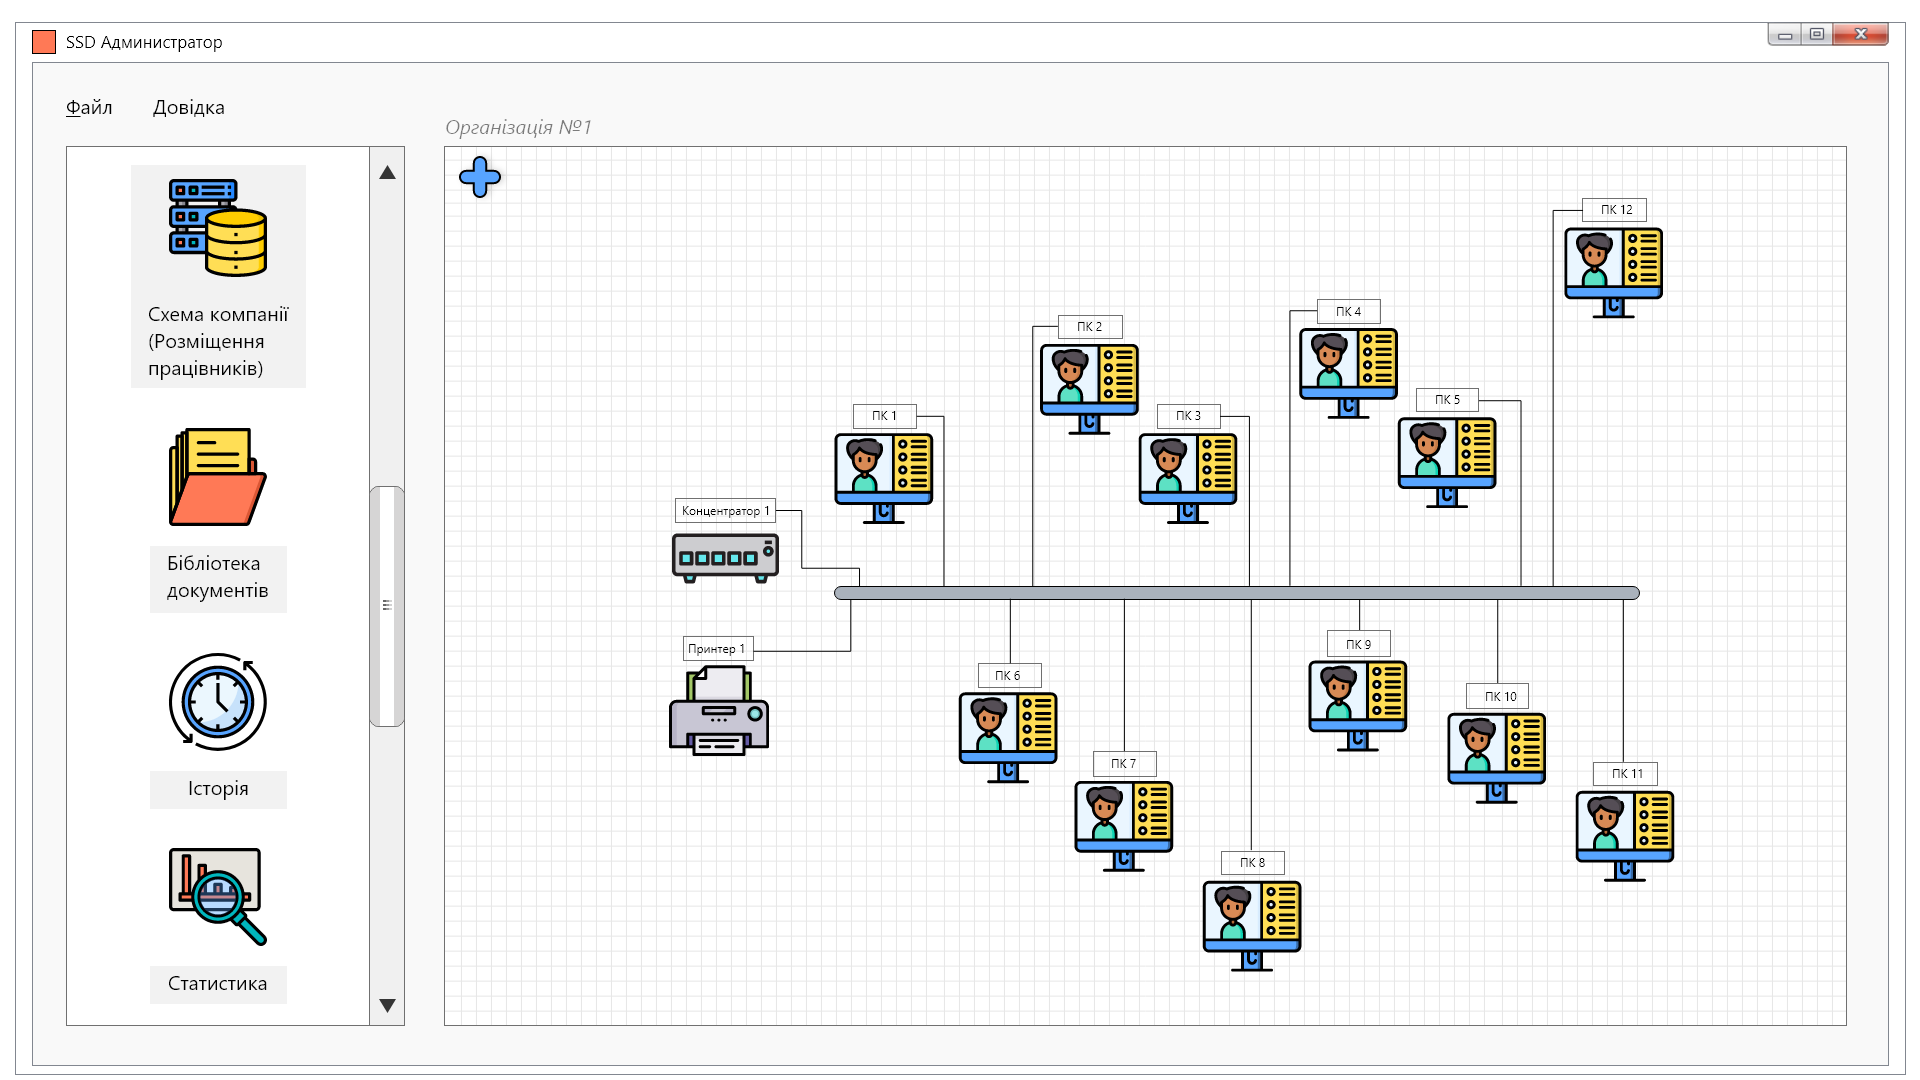 SSD Администратор
Файл Довідка
Організація №1
Схема компанії
(Розміщення
працівників)
Бібліотека
документів
Історія
Статистика
ПК 12
ПК 4
ПК 2
ПК 5
ПК 1
ПК 3
Концентратор 1
Принтер 1
ПК 9
ПК 6
ПК 10
ПК 7
ПК 11
ПК 8